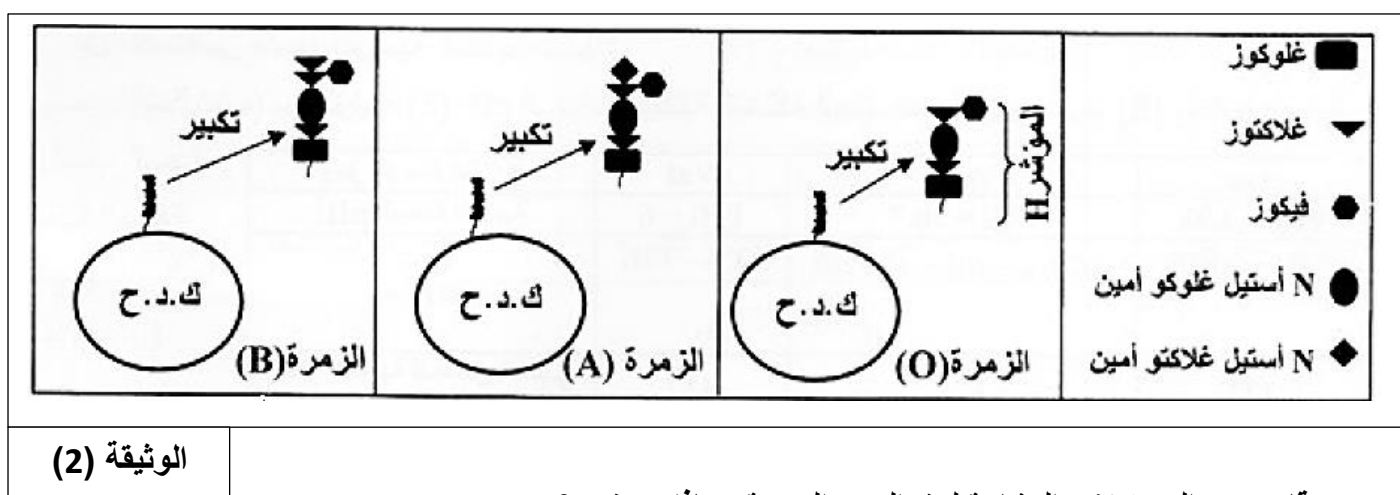 غلوكوز
غلاكتوز
فيكوز
N أستيل غلوكو أمين
N أستيل غلاكتو أمين
المؤشر H
تكبير
ك.د.ح
الزمرة(O)
تكبير
ك.د.ح
الزمرة (A)
تكبير
ك.د.ح
الزمرة(B)
الوثيقة (2)